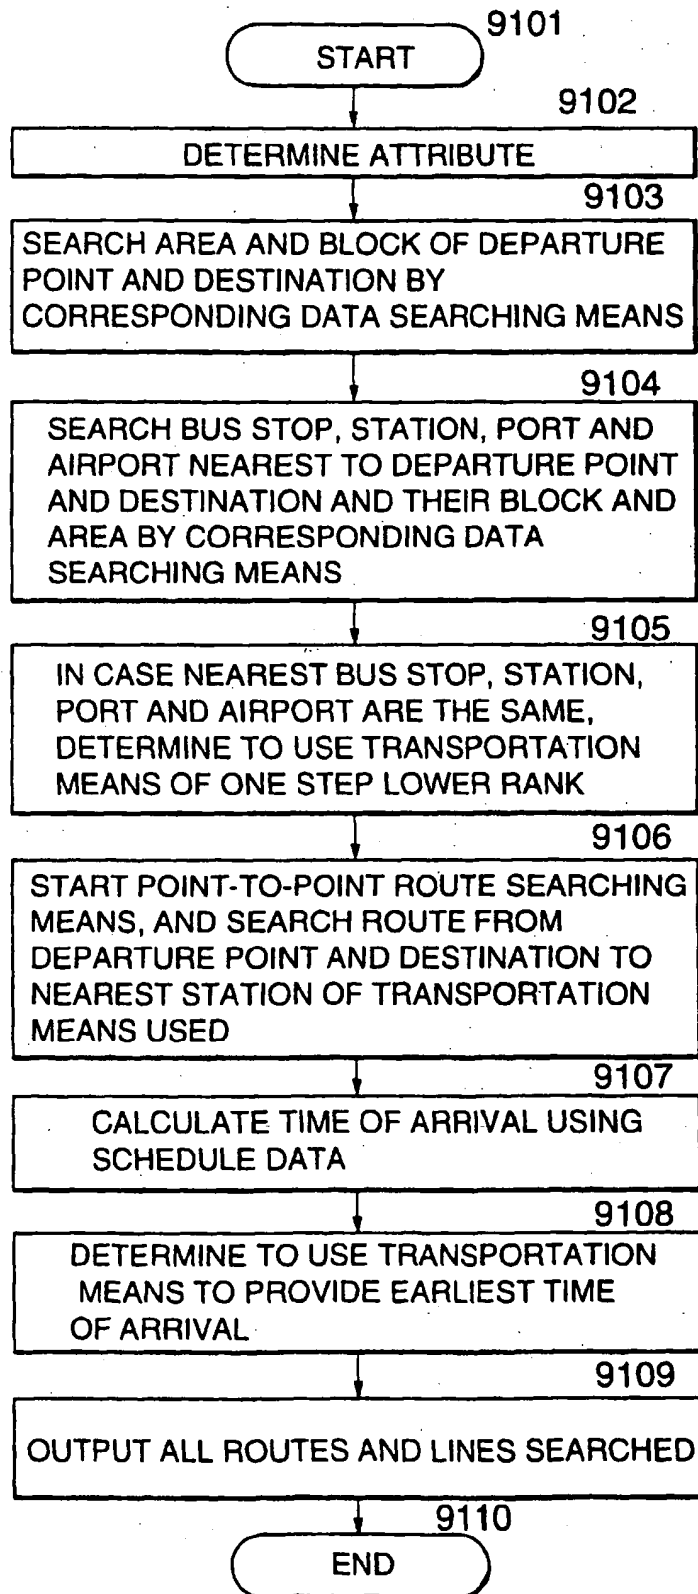 9101
START
9102
DETERMINE ATTRIBUTE
9103
SEARCH AREA AND BLOCK OF DEPARTURE
POINT AND DESTINATION BY
CORRESPONDING DATA SEARCHING MEANS
9104
SEARCH BUS STOP, STATION, PORT AND
AIRPORT NEAREST TO DEPARTURE POINT
AND DESTINATION AND THEIR BLOCK AND
AREA BY CORRESPONDING DATA
SEARCHING MEANS
9105
IN CASE NEAREST BUS STOP, STATION,
PORT AND AIRPORT ARE THE SAME,
DETERMINE TO USE TRANSPORTATION
MEANS OF ONE STEP LOWER RANK
9106
START POINT-TO-POINT ROUTE SEARCHING
MEANS, AND SEARCH ROUTE FROM
DEPARTURE POINT AND DESTINATION TO
NEAREST STATION OF TRANSPORTATION
MEANS USED
9107
CALCULATE TIME OF ARRIVAL USING
SCHEDULE DATA
9108
DETERMINE TO USE TRANSPORTATION
MEANS TO PROVIDE EARLIEST TIME
OF ARRIVAL
9109
OUTPUT ALL ROUTES AND LINES SEARCHED
9110
END